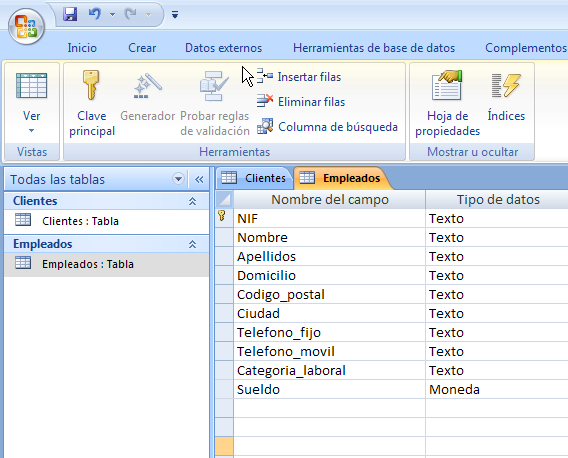 Inicio Crear Datos externos Herramientas de base de datos Complementos
Ver
Vistas
Clave principal
Generador
Probar reglas de validación
Insertar filas
Eliminar filas
Columna de búsqueda
Herramientas
Hoja de propiedades
Índices
Mostrar u ocultar
Todas las tablas
Clientes
Clientes : Tabla
Empleados
Empleados : Tabla
Clientes Empleados
Nombre del campo Tipo de datos
NIF Texto
Nombre Texto
Apellidos Texto
Domicilio Texto
Codigo_postal Texto
Ciudad Texto
Telefono_fijo Texto
Telefono_movil Texto
Categoria_laboral Texto
Sueldo Moneda